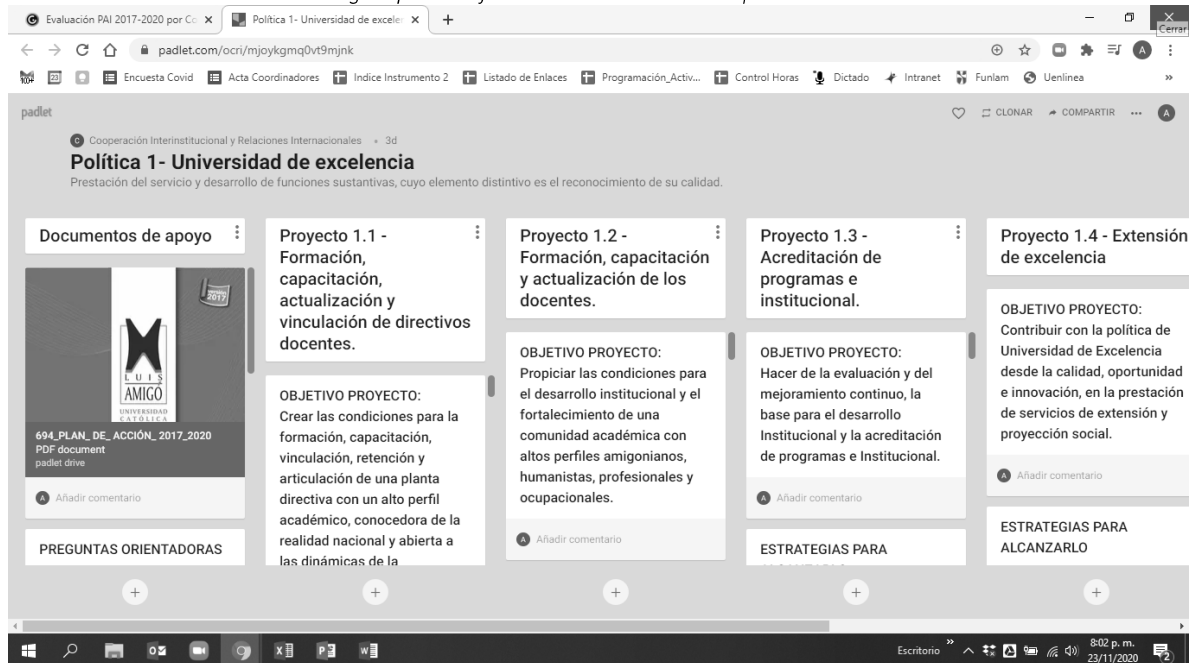 Evaluación PAI 2017-2020 por Co
Política 1- Universidad de excelen
Cerrar
padlet.com/ocri/mjoykgmq0vt9mjnk
A
23
Encuesta Covid
Acta Coordinadores
Indice Instrumento 2
Listado de Enlaces
Programación_Activ...
Control Horas
Dictado
Intranet
Funlam
Uenlinea
»
padlet
CLONAR
COMPARTIR
A
C Cooperación Interinstitucional y Relaciones Internacionales • 3d
Política 1- Universidad de excelencia
Prestación del servicio y desarrollo de funciones sustantivas, cuyo elemento distintivo es el reconocimiento de su calidad.
Documentos de apoyo
versión
2017
LUIS
AMIGÓ
UNIVERSIDAD
CATÓLICA
694_PLAN_ DE_ ACCIÓN_ 2017_2020
PDF document
padlet drive
A Añadir comentario
PREGUNTAS ORIENTADORAS
Proyecto 1.1 -
Formación,
capacitación,
actualización y
vinculación de directivos
docentes.
OBJETIVO PROYECTO:
Crear las condiciones para la
formación, capacitación,
vinculación, retención y
articulación de una planta
directiva con un alto perfil
académico, conocedora de la
realidad nacional y abierta a
las dinámicas de la
Proyecto 1.2 -
Formación, capacitación
y actualización de los
docentes.
OBJETIVO PROYECTO:
Propiciar las condiciones para
el desarrollo institucional y el
fortalecimiento de una
comunidad académica con
altos perfiles amigonianos,
humanistas, profesionales y
ocupacionales.
A Añadir comentario
Proyecto 1.3 -
Acreditación de
programas e
institucional.
OBJETIVO PROYECTO:
Hacer de la evaluación y del
mejoramiento continuo, la
base para el desarrollo
Institucional y la acreditación
de programas e Institucional.
A Añadir comentario
ESTRATEGIAS PARA
Proyecto 1.4 - Extensión
de excelencia
OBJETIVO PROYECTO:
Contribuir con la política de
Universidad de Excelencia
desde la calidad, oportunidad
e innovación, en la prestación
de servicios de extensión y
proyección social.
A Añadir comentario
ESTRATEGIAS PARA
ALCANZARLO
Escritorio
»
8:02 p. m.
23/11/2020
2